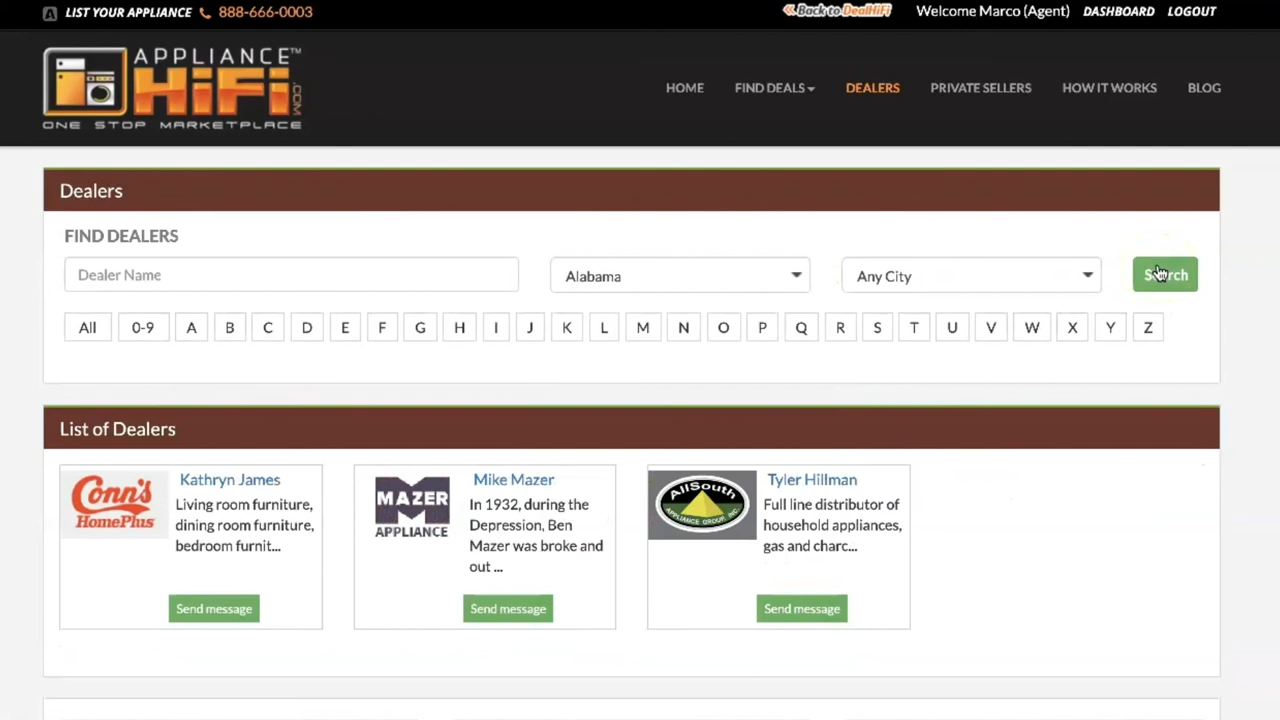 LIST YOUR APPLIANCE 888-666-0003 Back to DealHiFi Welcome Marco (Agent) DASHBOARD LOGOUT
APPLIANCE™
HiFi.COM
ONE STOP MARKETPLACE
HOME FIND DEALS DEALERS PRIVATE SELLERS HOW IT WORKS BLOG
Dealers
FIND DEALERS
Dealer Name Alabama Any City Search
All 0-9 A B C D E F G H I J K L M N O P Q R S T U V W X Y Z
List of Dealers
Conn's
HomePlus
Kathryn James
Living room furniture,
dining room furniture,
bedroom furnit...
Send message
MAZER
APPLIANCE
Mike Mazer
In 1932, during the
Depression, Ben
Mazer was broke and
out ...
Send message
AllSouth
APPLIANCE GROUP, INC.
Tyler Hillman
Full line distributor of
household appliances,
gas and charc...
Send message